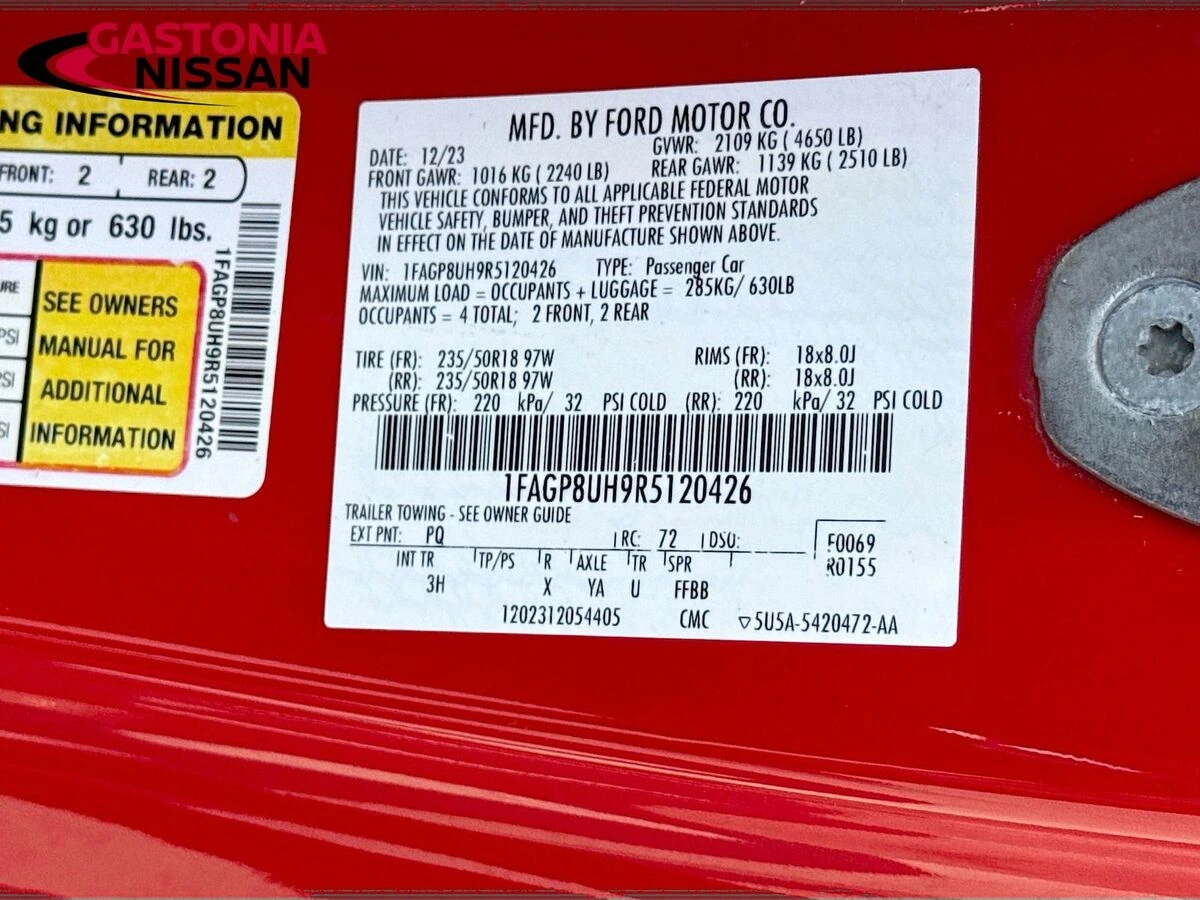 GASTONIA
NISSAN
NG INFORMATION
FRONT: 2 REAR: 2
5 kg or 630 lbs.
URE
PSI
PSI
SI
SEE OWNERS
MANUAL FOR
ADDITIONAL
INFORMATION
1FAGP8UH9R5120426
MFD. BY FORD MOTOR CO.
DATE: 12/23 GVWR: 2109 KG ( 4650 LB)
FRONT GAWR: 1016 KG ( 2240 LB) REAR GAWR: 1139 KG ( 2510 LB)
THIS VEHICLE CONFORMS TO ALL APPLICABLE FEDERAL MOTOR
VEHICLE SAFETY, BUMPER, AND THEFT PREVENTION STANDARDS
IN EFFECT ON THE DATE OF MANUFACTURE SHOWN ABOVE.
VIN: 1FAGP8UH9R5120426 TYPE: Passenger Car
MAXIMUM LOAD = OCCUPANTS + LUGGAGE = 285KG/ 630LB
OCCUPANTS = 4 TOTAL; 2 FRONT, 2 REAR
TIRE (FR): 235/50R18 97W RIMS (FR): 18x8.0J
(RR): 235/50R18 97W (RR): 18x8.0J
PRESSURE (FR): 220 kPa/ 32 PSI COLD (RR): 220 kPa/ 32 PSI COLD
1FAGP8UH9R5120426
TRAILER TOWING - SEE OWNER GUIDE
EXT PNT: PQ RC: 72 DSO: F0069
R0155
INT TR TP/PS R AXLE TR SPR
3H X YA U FFBB
1202312054405 CMC ▽5U5A-5420472-AA